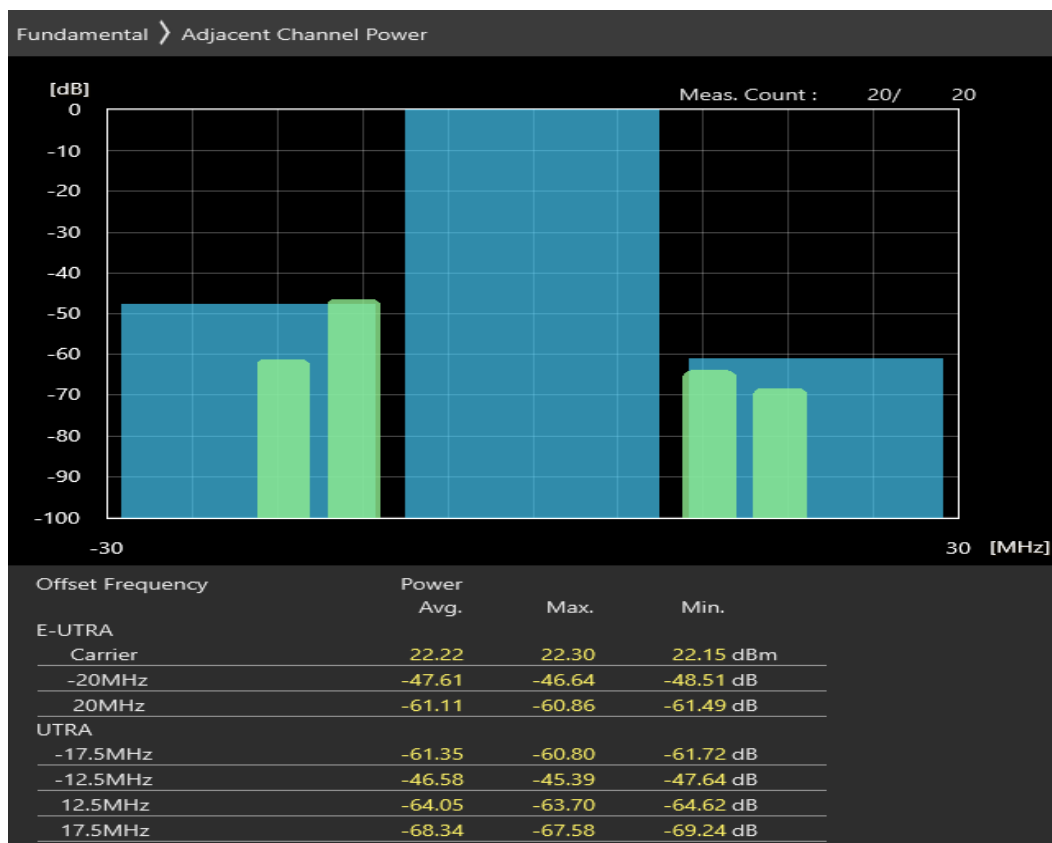 Fundamental 〉 Adjacent Channel Power
[dB]
Meas. Count : 20/ 20
0
-10
-20
-30
-40
-50
-60
-70
-80
-90
-100
-30 30 [MHz]
Offset Frequency Power
Avg. Max. Min.
E-UTRA
Carrier 22.22 22.30 22.15 dBm
-20MHz -47.61 -46.64 -48.51 dB
20MHz -61.11 -60.86 -61.49 dB
UTRA
-17.5MHz -61.35 -60.80 -61.72 dB
-12.5MHz -46.58 -45.39 -47.64 dB
12.5MHz -64.05 -63.70 -64.62 dB
17.5MHz -68.34 -67.58 -69.24 dB